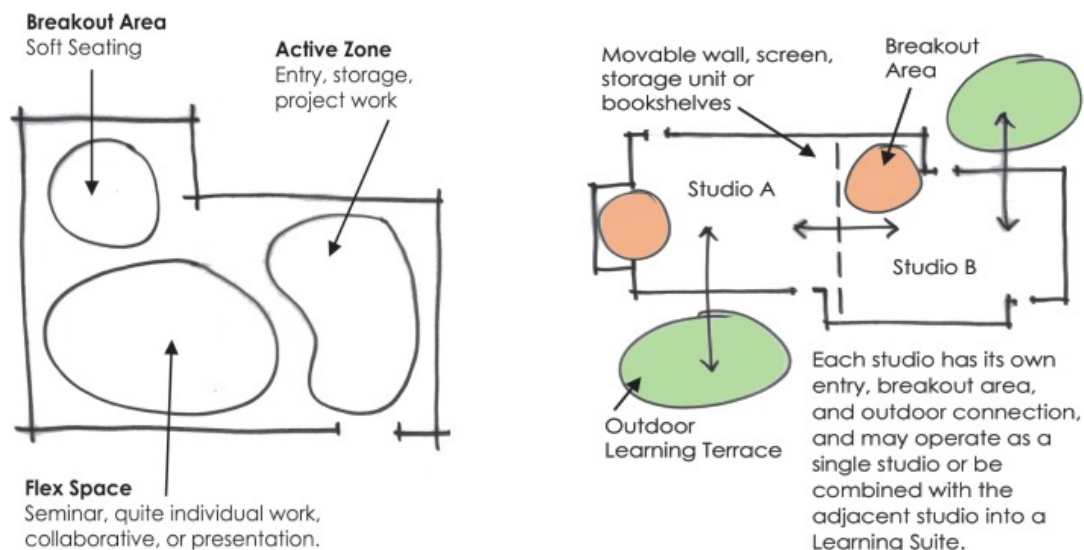 Breakout Area
Soft Seating
Active Zone
Entry, storage,
project work
Flex Space
Seminar, quite individual work,
collaborative, or presentation.
Movable wall, screen,
storage unit or
bookshelves
Breakout
Area
Studio A
Studio B
Outdoor
Learning Terrace
Each studio has its own
entry, breakout area,
and outdoor connection,
and may operate as a
single studio or be
combined with the
adjacent studio into a
Learning Suite.